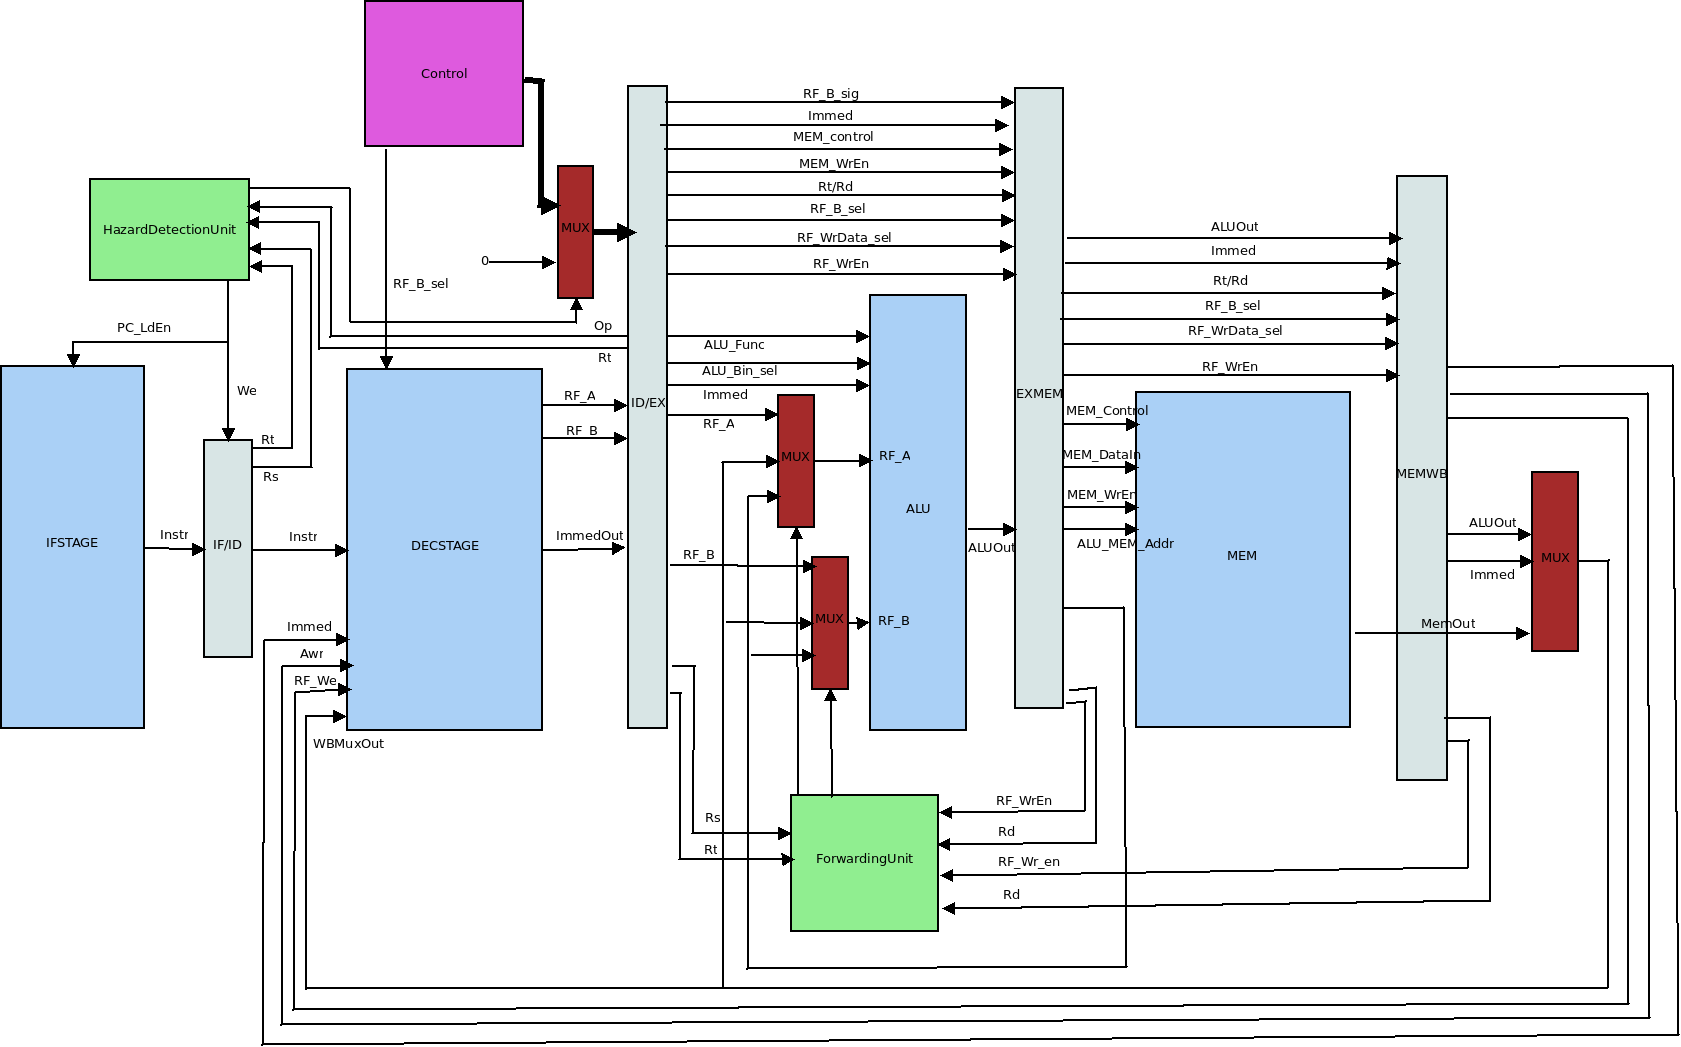 Control
RF_B_sig
Immed
MEM_control
MEM_WrEn
Rt/Rd
RF_B_sel
RF_WrData_sel
RF_WrEn
HazardDetectionUnit
MUX
0
RF_B_sel
ALUOut
Immed
Rt/Rd
RF_B_sel
RF_WrData_sel
RF_WrEn
PC_LdEn
Op
Rt
ALU_Func
ALU_Bin_sel
Immed
RF_A
We
RF_A
RF_B
ID/EX
EXMEM
MEM_Control
MEM_DataIn
MEM_WrEn
ALU_MEM_Addr
Rt
Rs
MUX
RF_A
ALU
MEMWB
IFSTAGE
Instr
IF/ID
Instr
DECSTAGE
ImmedOut
RF_B
ALUOut
MEM
ALUOut
MUX
Immed
MemOut
MUX
RF_B
Immed
Awr
RF_We
WBMuxOut
Rs
Rt
ForwardingUnit
RF_WrEn
Rd
RF_Wr_en
Rd